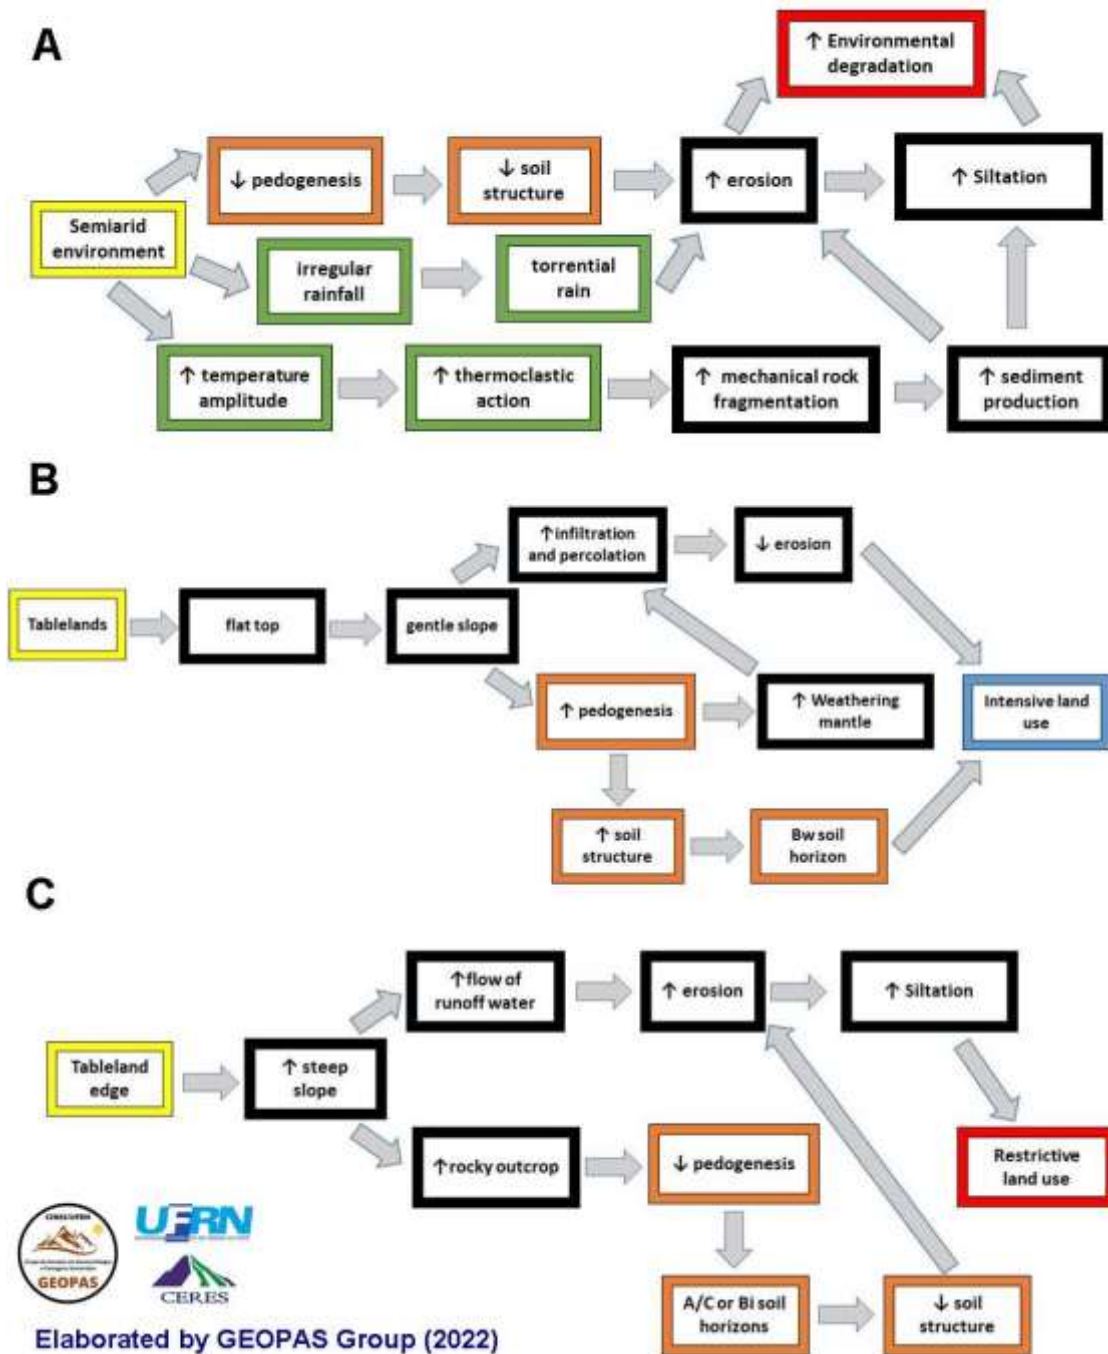 A
↑ Environmental
degradation
↓ pedogenesis
↓ soil
structure
↑ erosion
↑ Siltation
Semiarid
environment
irregular
rainfall
torrential
rain
↑ temperature
amplitude
↑ thermoclastic
action
↑ mechanical rock
fragmentation
↑ sediment
production
B
↑infiltration
and percolation
↓ erosion
Tablelands
flat top
gentle slope
↑ pedogenesis
↑ Weathering
mantle
Intensive land
use
↑ soil
structure
Bw soil
horizon
C
↑flow of
runoff water
↑ erosion
↑ Siltation
Tableland
edge
↑ steep
slope
↑rocky outcrop
↓ pedogenesis
Restrictive
land use
A/C or Bi soil
horizons
↓ soil
structure
GEOPAS
UFRN
CERES
Elaborated by GEOPAS Group (2022)